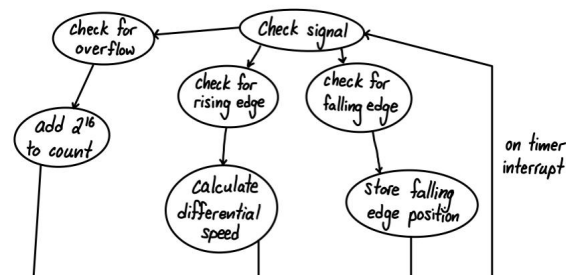 check for
overflow
Check signal
check for
rising edge
check for
falling edge
add 2¹⁶
to count
on timer
interrupt
calculate
differential
speed
store falling
edge position